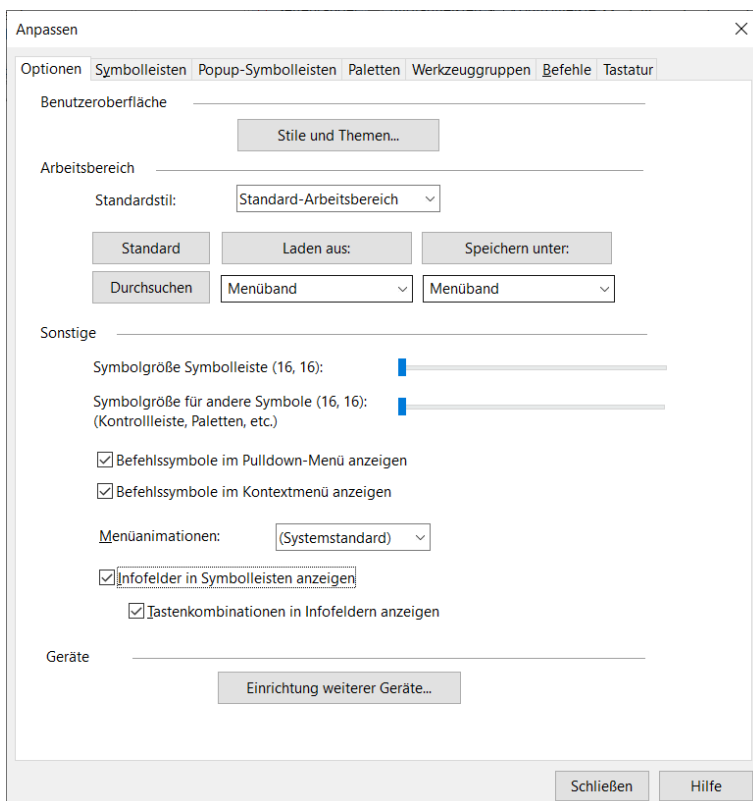 Anpassen
Optionen Symbolleisten Popup-Symbolleisten Paletten Werkzeuggruppen Befehle Tastatur
Benutzeroberfläche
Stile und Themen...
Arbeitsbereich
Standardstil: Standard-Arbeitsbereich
Standard Laden aus: Speichern unter:
Durchsuchen Menüband Menüband
Sonstige
Symbolgröße Symbolleiste (16, 16):
Symbolgröße für andere Symbole (16, 16):
(Kontrollleiste, Paletten, etc.)
Befehlssymbole im Pulldown-Menü anzeigen
Befehlssymbole im Kontextmenü anzeigen
Menüanimationen: (Systemstandard)
Infofelder in Symbolleisten anzeigen
Tastenkombinationen in Infofeldern anzeigen
Geräte
Einrichtung weiterer Geräte...
Schließen Hilfe